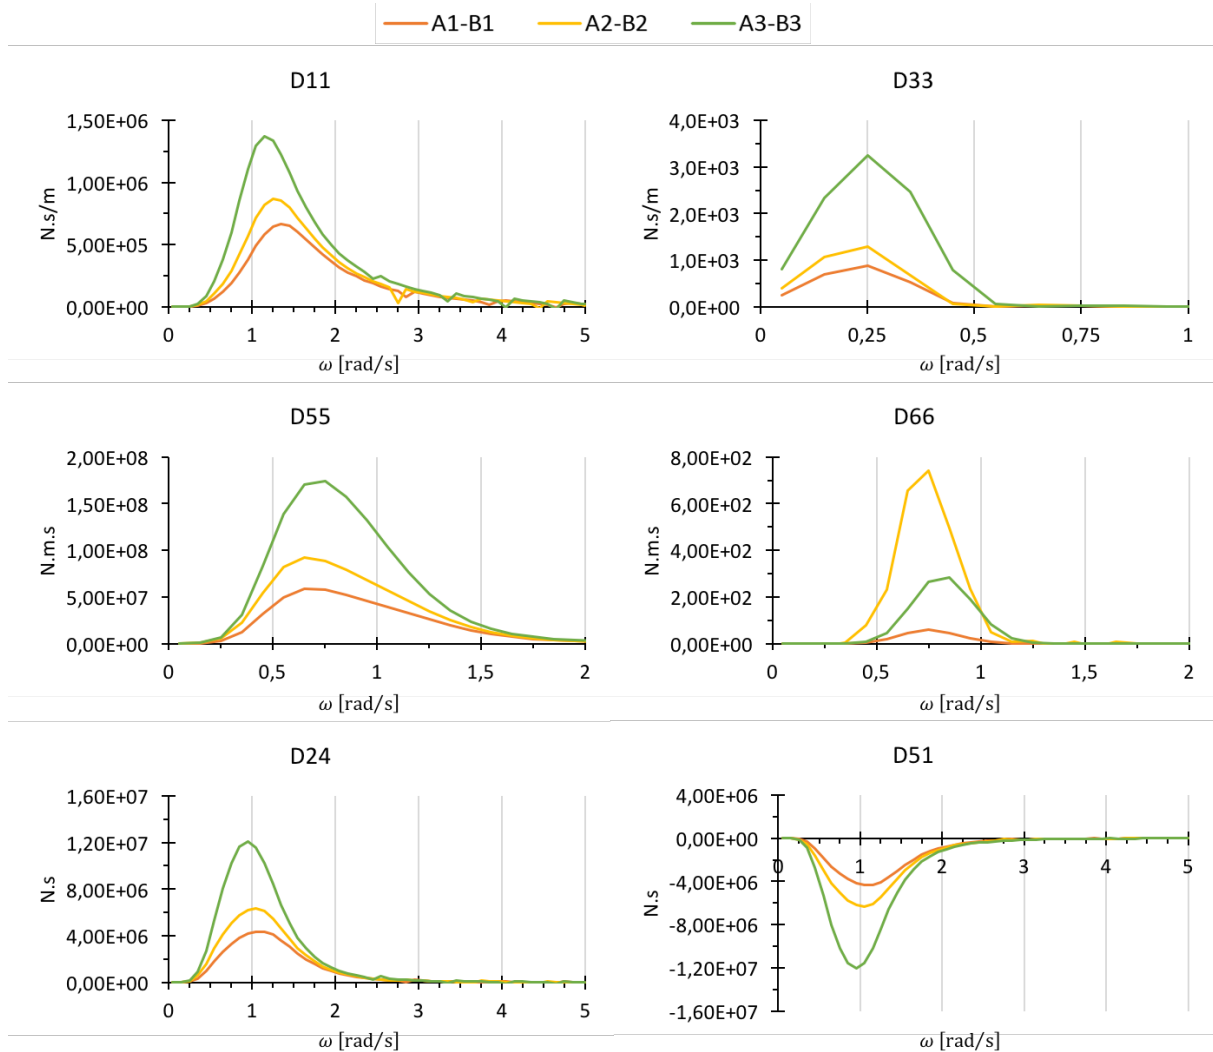 A1-B1 A2-B2 A3-B3
D11
N.s/m
1,50E+06
1,00E+06
5,00E+05
0,00E+00
0 1 2 3 4 5
ω [rad/s]
D33
N.s/m
4,0E+03
3,0E+03
2,0E+03
1,0E+03
0,0E+00
0 0,25 0,5 0,75 1
ω [rad/s]
D55
N.m.s
2,00E+08
1,50E+08
1,00E+08
5,00E+07
0,00E+00
0 0,5 1 1,5 2
ω [rad/s]
D66
N.m.s
8,00E+02
6,00E+02
4,00E+02
2,00E+02
0,00E+00
0 0,5 1 1,5 2
ω [rad/s]
D24
N.s
1,60E+07
1,20E+07
8,00E+06
4,00E+06
0,00E+00
0 1 2 3 4 5
ω [rad/s]
D51
N.s
4,00E+06
0,00E+00
-4,00E+06
-8,00E+06
-1,20E+07
-1,60E+07
0 1 2 3 4 5
ω [rad/s]